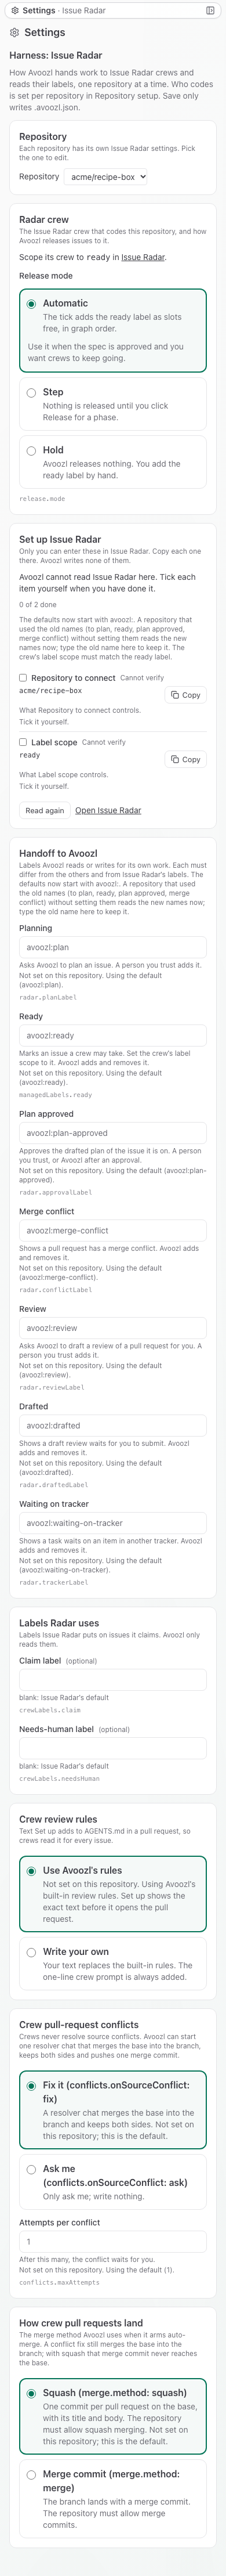 Settings · Issue Radar
Settings
Harness: Issue Radar
How Avoozl hands work to Issue Radar crews and
reads their labels, one repository at a time. Who codes
is set per repository in Repository setup. Save only
writes .avoozl.json.
Repository
Each repository has its own Issue Radar settings. Pick
the one to edit.
Repository acme/recipe-box
Radar crew
The Issue Radar crew that codes this repository, and how
Avoozl releases issues to it.
Scope its crew to ready in Issue Radar.
Release mode
Automatic
The tick adds the ready label as slots
free, in graph order.
Use it when the spec is approved and you
want crews to keep going.
Step
Nothing is released until you click
Release for a phase.
Hold
Avoozl releases nothing. You add the
ready label by hand.
release.mode
Set up Issue Radar
Only you can enter these in Issue Radar. Copy each one
there. Avoozl writes none of them.
Avoozl cannot read Issue Radar here. Tick each
item yourself when you have done it.
0 of 2 done
The defaults now start with avoozl:. A repository that
used the old names (to plan, ready, plan approved,
merge conflict) without setting them reads the new
names now; type the old name here to keep it. The
crew's label scope must match the ready label.
Repository to connect Cannot verify
acme/recipe-box
Copy
What Repository to connect controls.
Tick it yourself.
Label scope Cannot verify
ready
Copy
What Label scope controls.
Tick it yourself.
Read again Open Issue Radar
Handoff to Avoozl
Labels Avoozl reads or writes for its own work. Each must
differ from the others and from Issue Radar's labels. The
defaults now start with avoozl:. A repository that used
the old names (to plan, ready, plan approved, merge
conflict) without setting them reads the new names now;
type the old name here to keep it.
Planning
avoozl:plan
Asks Avoozl to plan an issue. A person you trust adds it.
Not set on this repository. Using the default
(avoozl:plan).
radar.planLabel
Ready
avoozl:ready
Marks an issue a crew may take. Set the crew's label
scope to it. Avoozl adds and removes it.
Not set on this repository. Using the default
(avoozl:ready).
managedLabels.ready
Plan approved
avoozl:plan-approved
Approves the drafted plan of the issue it is on. A person
you trust, or Avoozl after an approval.
Not set on this repository. Using the default (avoozl:plan-
approved).
radar.approvalLabel
Merge conflict
avoozl:merge-conflict
Shows a pull request has a merge conflict. Avoozl adds
and removes it.
Not set on this repository. Using the default
(avoozl:merge-conflict).
radar.conflictLabel
Review
avoozl:review
Asks Avoozl to draft a review of a pull request for you. A
person you trust adds it.
Not set on this repository. Using the default
(avoozl:review).
radar.reviewLabel
Drafted
avoozl:drafted
Shows a draft review waits for you to submit. Avoozl
adds and removes it.
Not set on this repository. Using the default
(avoozl:drafted).
radar.draftedLabel
Waiting on tracker
avoozl:waiting-on-tracker
Shows a task waits on an item in another tracker. Avoozl
adds and removes it.
Not set on this repository. Using the default
(avoozl:waiting-on-tracker).
radar.trackerLabel
Labels Radar uses
Labels Issue Radar puts on issues it claims. Avoozl only
reads them.
Claim label (optional)
blank: Issue Radar's default
crewLabels.claim
Needs-human label (optional)
blank: Issue Radar's default
crewLabels.needsHuman
Crew review rules
Text Set up adds to AGENTS.md in a pull request, so
crews read it for every issue.
Use Avoozl's rules
Not set on this repository. Using Avoozl's
built-in review rules. Set up shows the
exact text before it opens the pull
request.
Write your own
Your text replaces the built-in rules. The
one-line crew prompt is always added.
Crew pull-request conflicts
Crews never resolve source conflicts. Avoozl can start
one resolver chat that merges the base into the branch,
keeps both sides and pushes one merge commit.
Fix it (conflicts.onSourceConflict:
fix)
A resolver chat merges the base into the
branch and keeps both sides. Not set on
this repository; this is the default.
Ask me
(conflicts.onSourceConflict: ask)
Only ask me; write nothing.
Attempts per conflict
1
After this many, the conflict waits for you.
Not set on this repository. Using the default (1).
conflicts.maxAttempts
How crew pull requests land
The merge method Avoozl uses when it arms auto-
merge. A conflict fix still merges the base into the
branch; with squash that merge commit never reaches
the base.
Squash (merge.method: squash)
One commit per pull request on the base,
with its title and body. The repository
must allow squash merging. Not set on
this repository; this is the default.
Merge commit (merge.method:
merge)
The branch lands with a merge commit.
The repository must allow merge
commits.